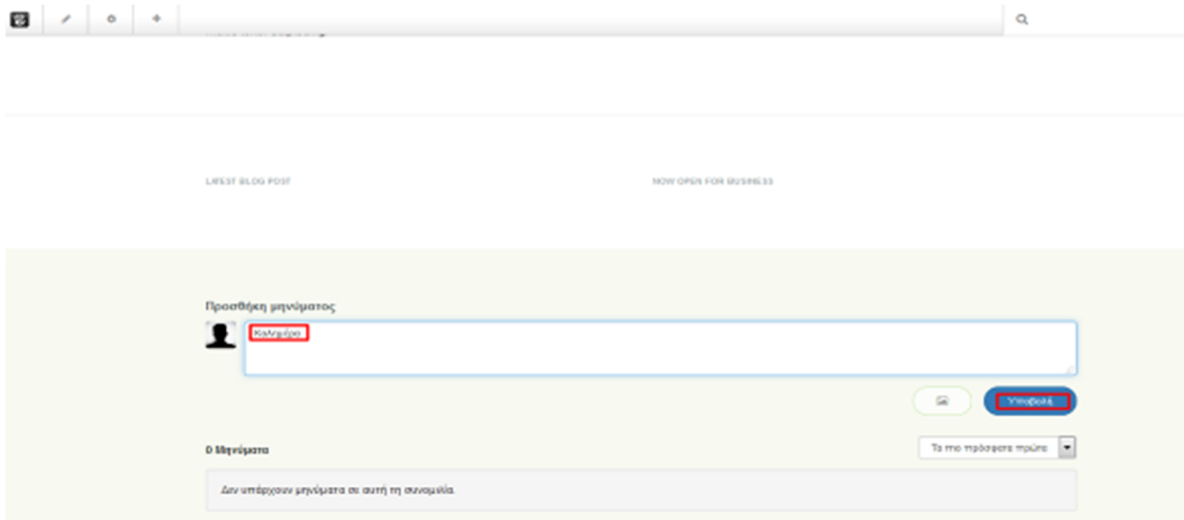 LATEST BLOG POST
NOW OPEN FOR BUSINESS
Προσθήκη μηνύματος
Καλημέρα
Υποβολή
0 Μηνύματα
Τα πιο πρόσφατα πρώτα
Δεν υπάρχουν μηνύματα σε αυτή τη συνομιλία.